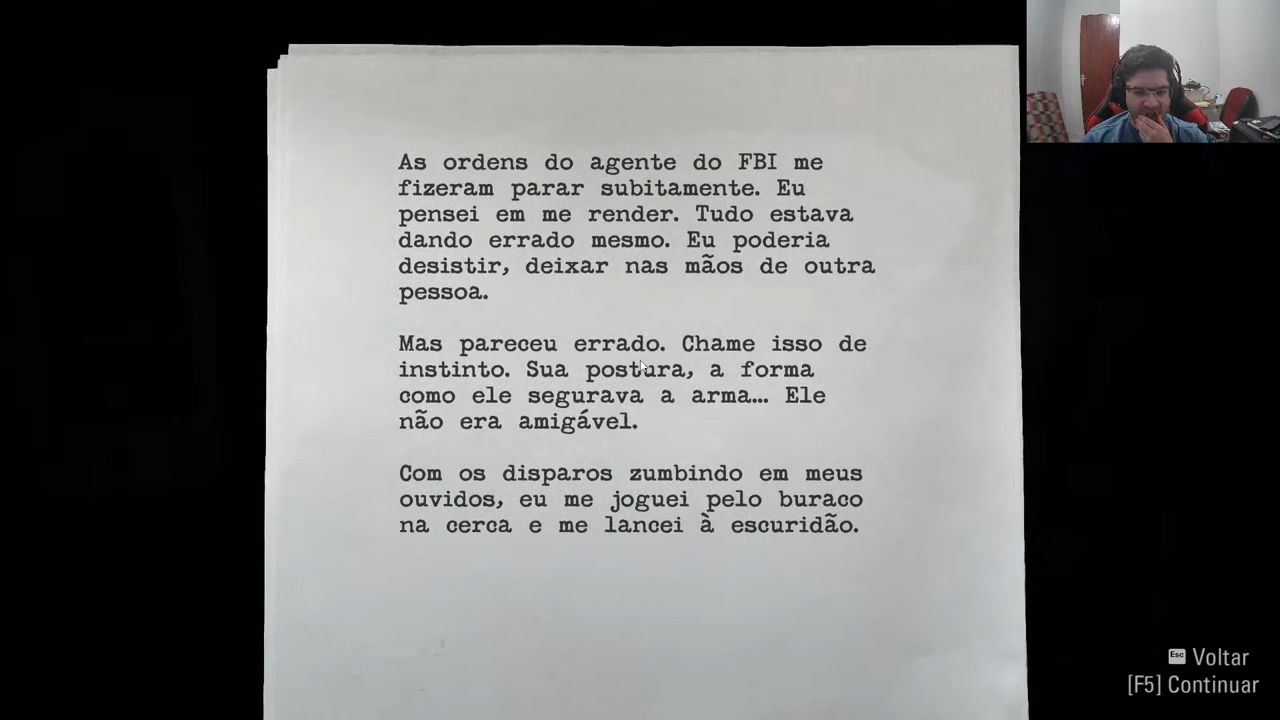 As ordens do agente do FBI me
fizeram parar subitamente. Eu
pensei em me render. Tudo estava
dando errado mesmo. Eu poderia
desistir, deixar nas mãos de outra
pessoa.
Mas pareceu errado. Chame isso de
instinto. Sua postura, a forma
como ele segurava a arma... Ele
não era amigável.
Com os disparos zumbindo em meus
ouvidos, eu me joguei pelo buraco
na cerca e me lancei à escuridão.
Esc Voltar
[F5] Continuar